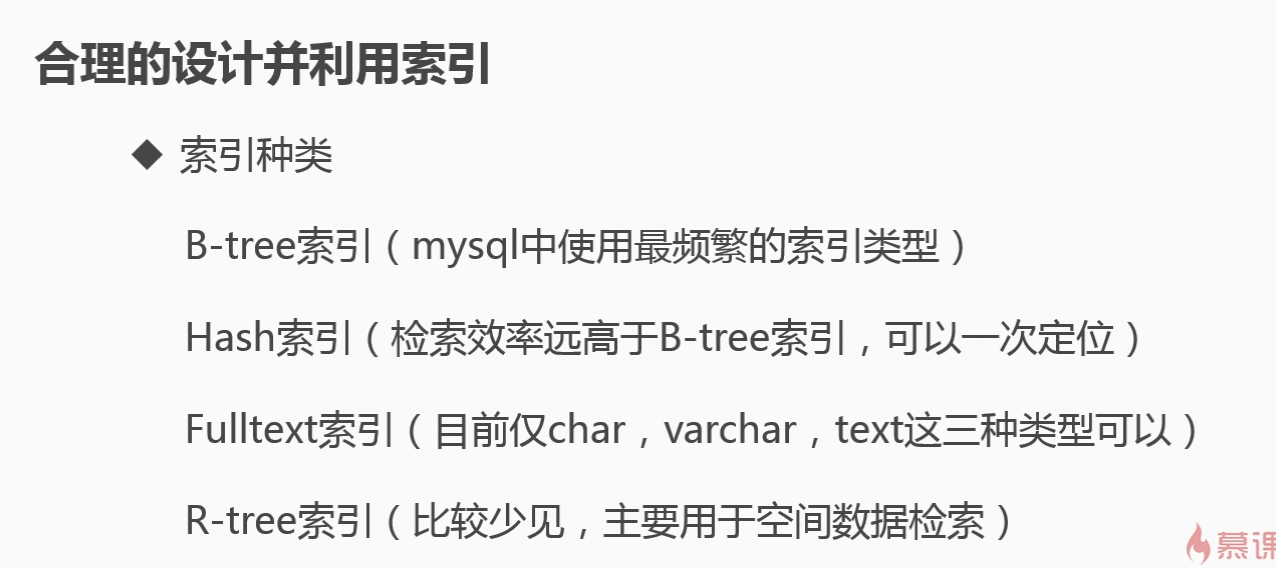 合理的设计并利用索引
◆ 索引种类
B-tree索引（mysql中使用最频繁的索引类型）
Hash索引（检索效率远高于B-tree索引，可以一次定位）
Fulltext索引（目前仅char，varchar，text这三种类型可以）
R-tree索引（比较少见，主要用于空间数据检索）
慕课